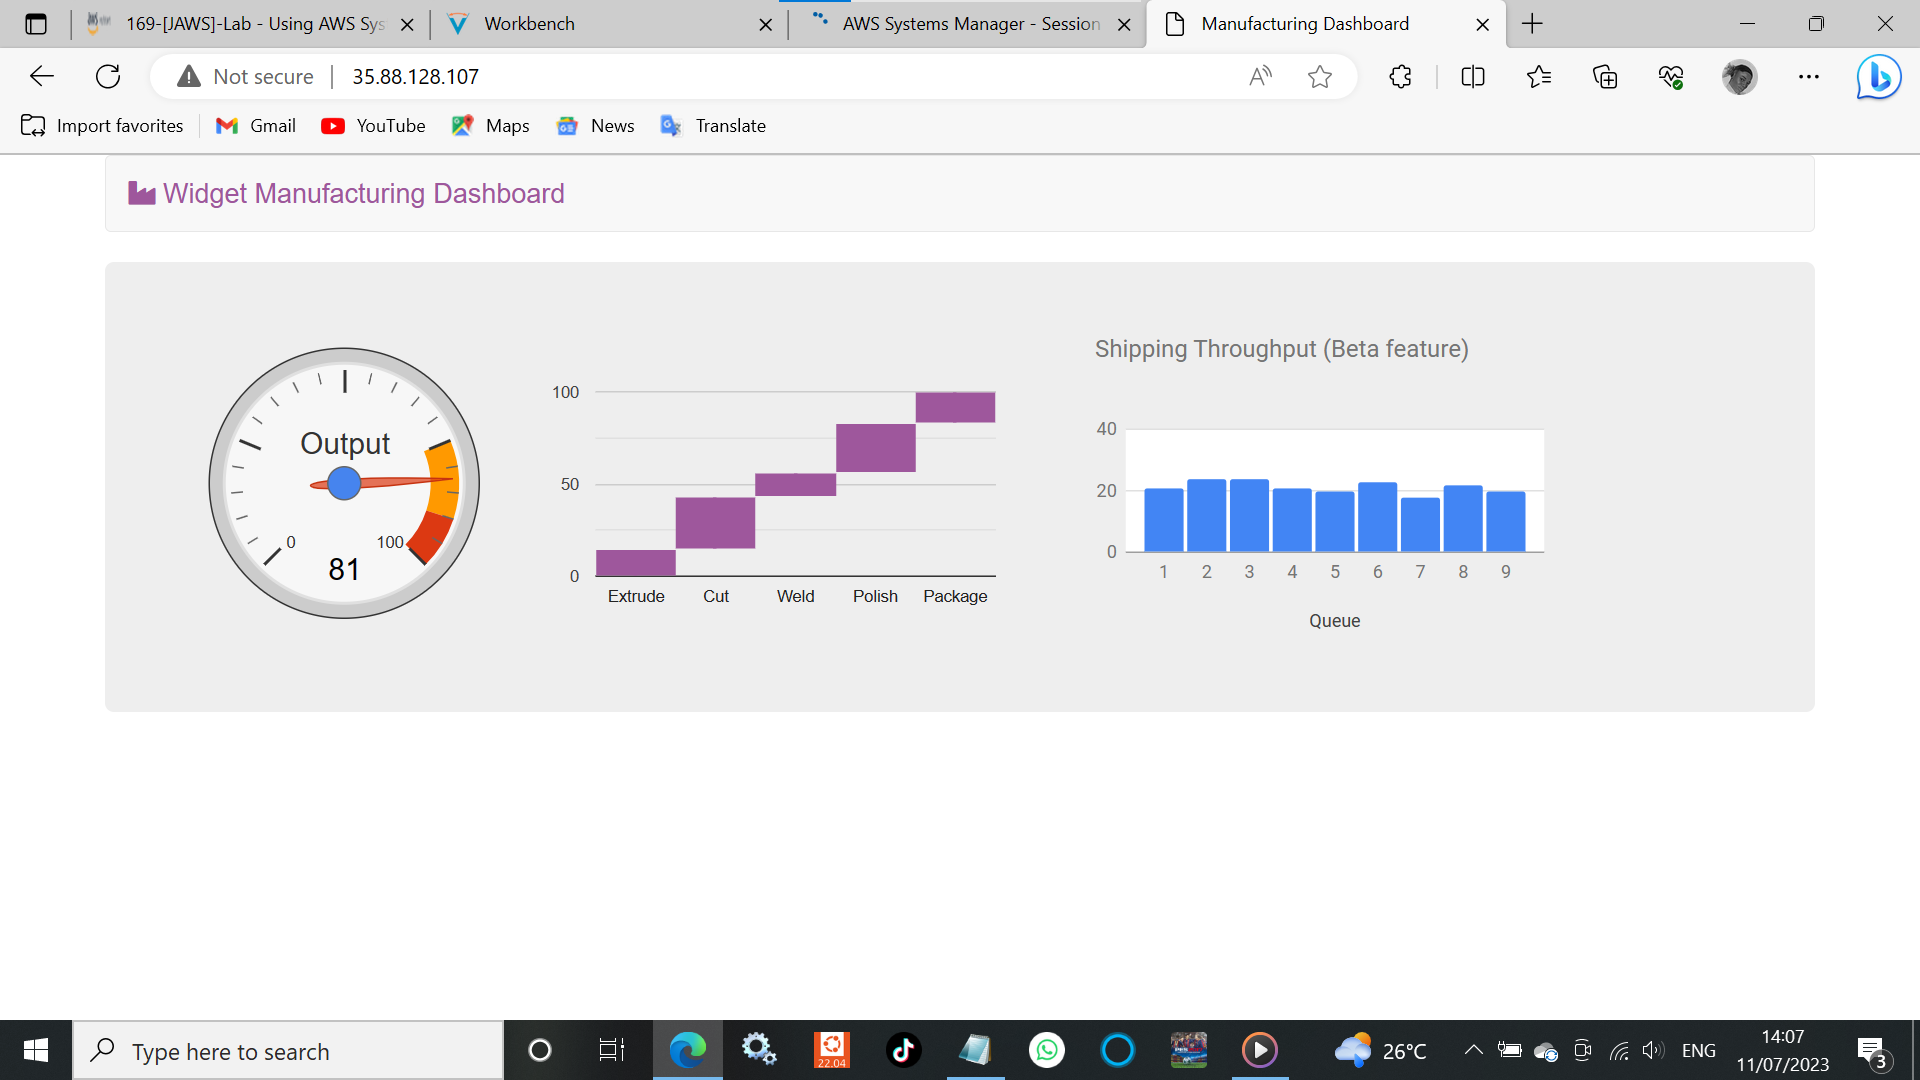 169-[JAWS]-Lab - Using AWS Sys
Workbench
AWS Systems Manager - Session
Manufacturing Dashboard
Not secure
35.88.128.107
Import favorites
Gmail
YouTube
Maps
News
Translate
Widget Manufacturing Dashboard
Output
0
100
81
100
50
0
Extrude
Cut
Weld
Polish
Package
Shipping Throughput (Beta feature)
40
20
0
1 2 3 4 5 6 7 8 9
Queue
Type here to search
22.04
26°C
ENG
14:07
11/07/2023
3